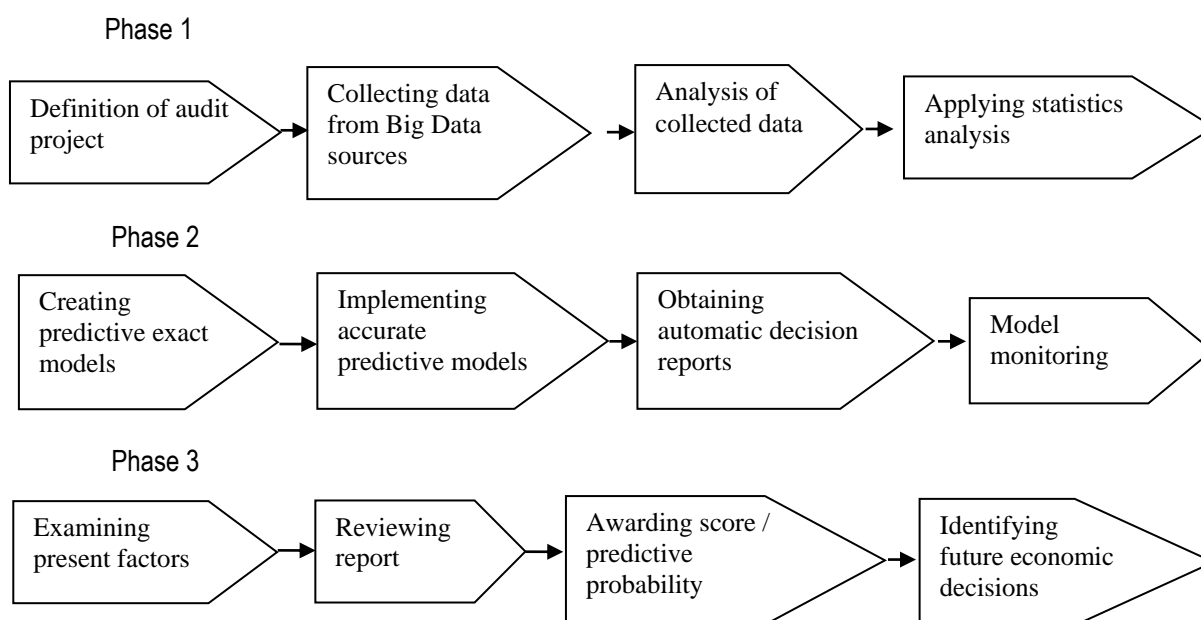 Phase 1
Definition of audit
project
Collecting data
from Big Data
sources
Analysis of
collected data
Applying statistics
analysis
Phase 2
Creating
predictive exact
models
Implementing
accurate
predictive models
Obtaining
automatic decision
reports
Model
monitoring
Phase 3
Examining
present factors
Reviewing
report
Awarding score /
predictive
probability
Identifying
future economic
decisions